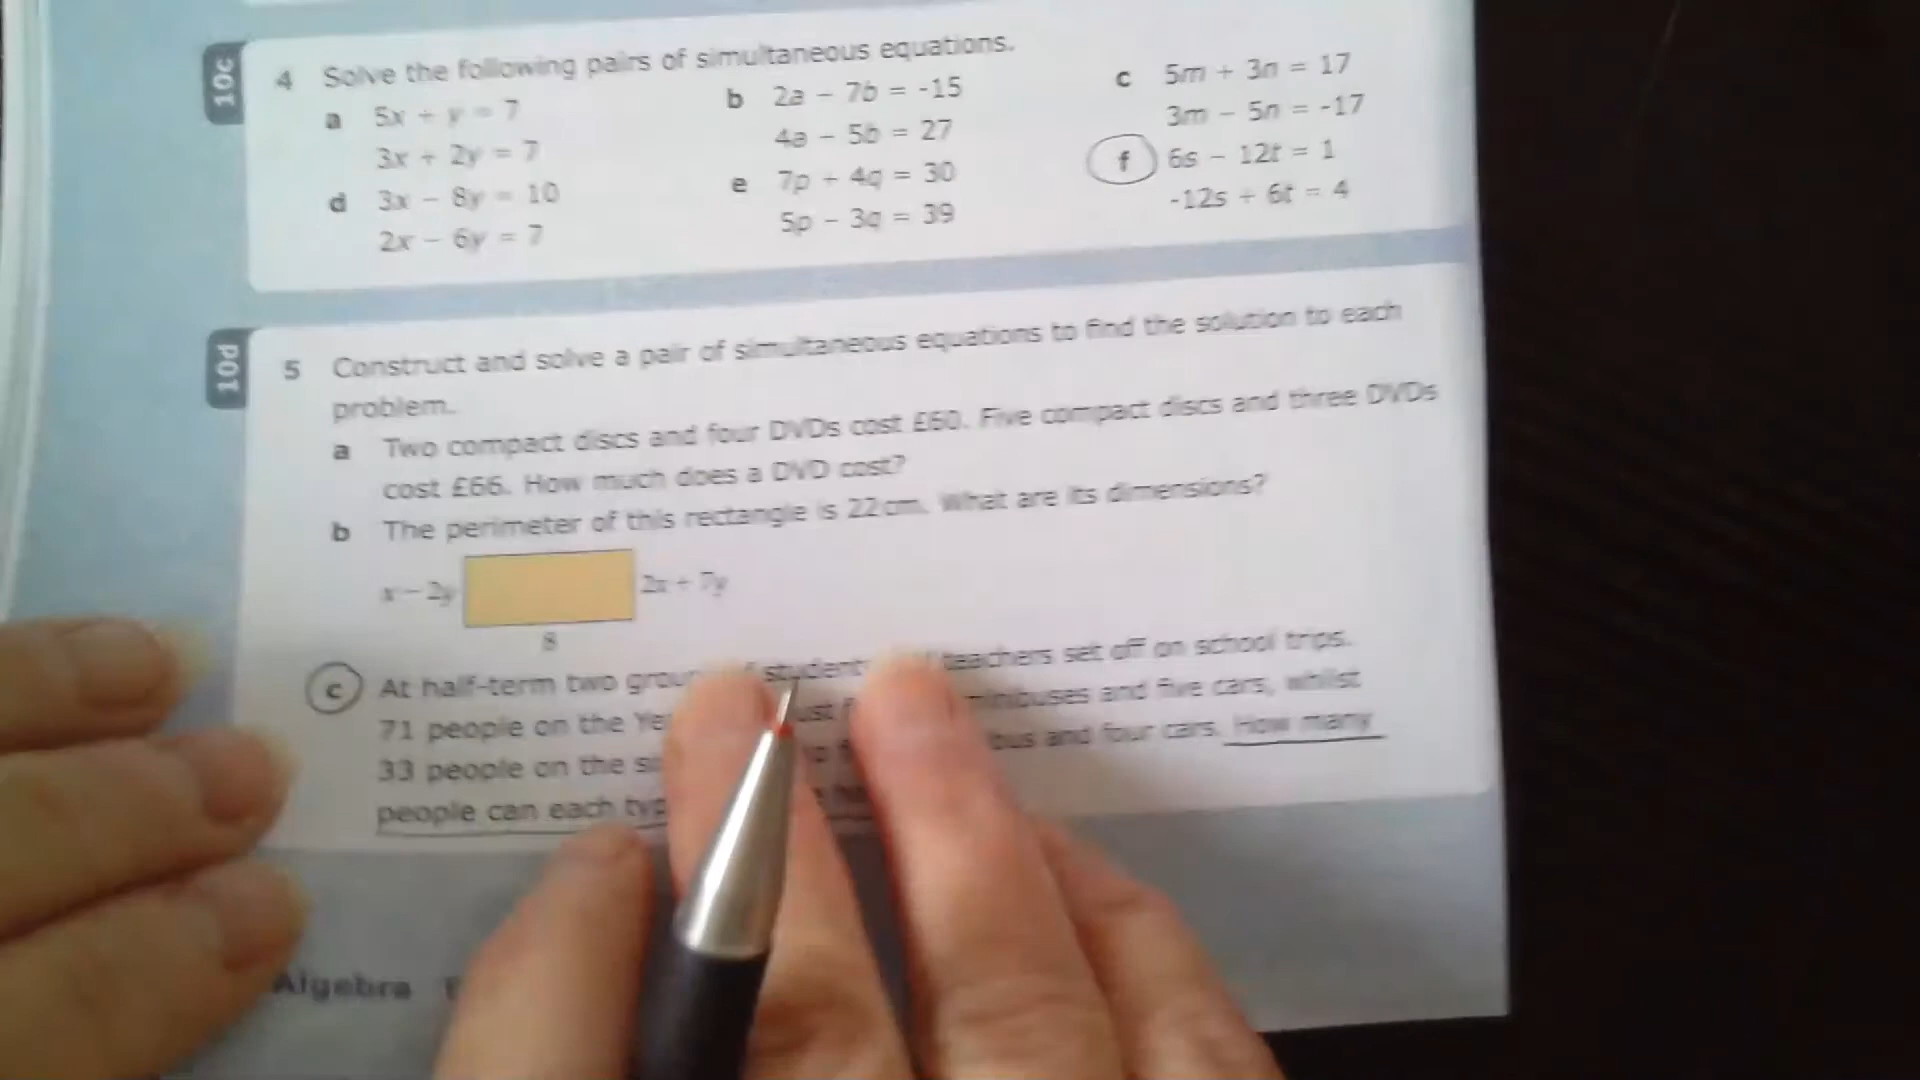 10c
4 Solve the following pairs of simultaneous equations.
a 5x + y = 7
3x + 2y = 7
b 2a - 7b = -15
4a - 5b = 27
c 5m + 3n = 17
3m - 5n = -17
d 3x - 8y = 10
2x - 6y = 7
e 7p + 4q = 30
5p - 3q = 39
f 6s - 12t = 1
-12s + 6t = 4
10d
5 Construct and solve a pair of simultaneous equations to find the solution to each
problem.
a Two compact discs and four DVDs cost £60. Five compact discs and three DVDs
cost £66. How much does a DVD cost?
b The perimeter of this rectangle is 22 cm. What are its dimensions?
x - 2y 2x + 7y
8
c At half-term two teachers set off on school trips.
71 people on the and five cars, whilst
33 people on the and four cars. How many
people can each
Algebra